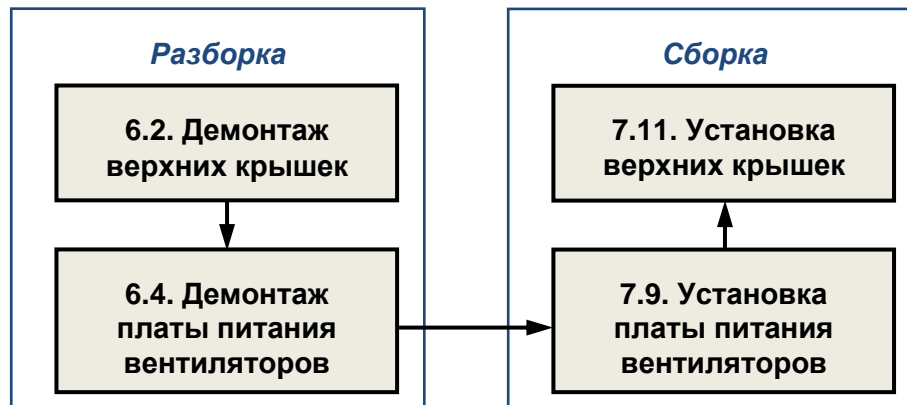 Разборка
6.2. Демонтаж
верхних крышек
6.4. Демонтаж
платы питания
вентиляторов
Сборка
7.11. Установка
верхних крышек
7.9. Установка
платы питания
вентиляторов